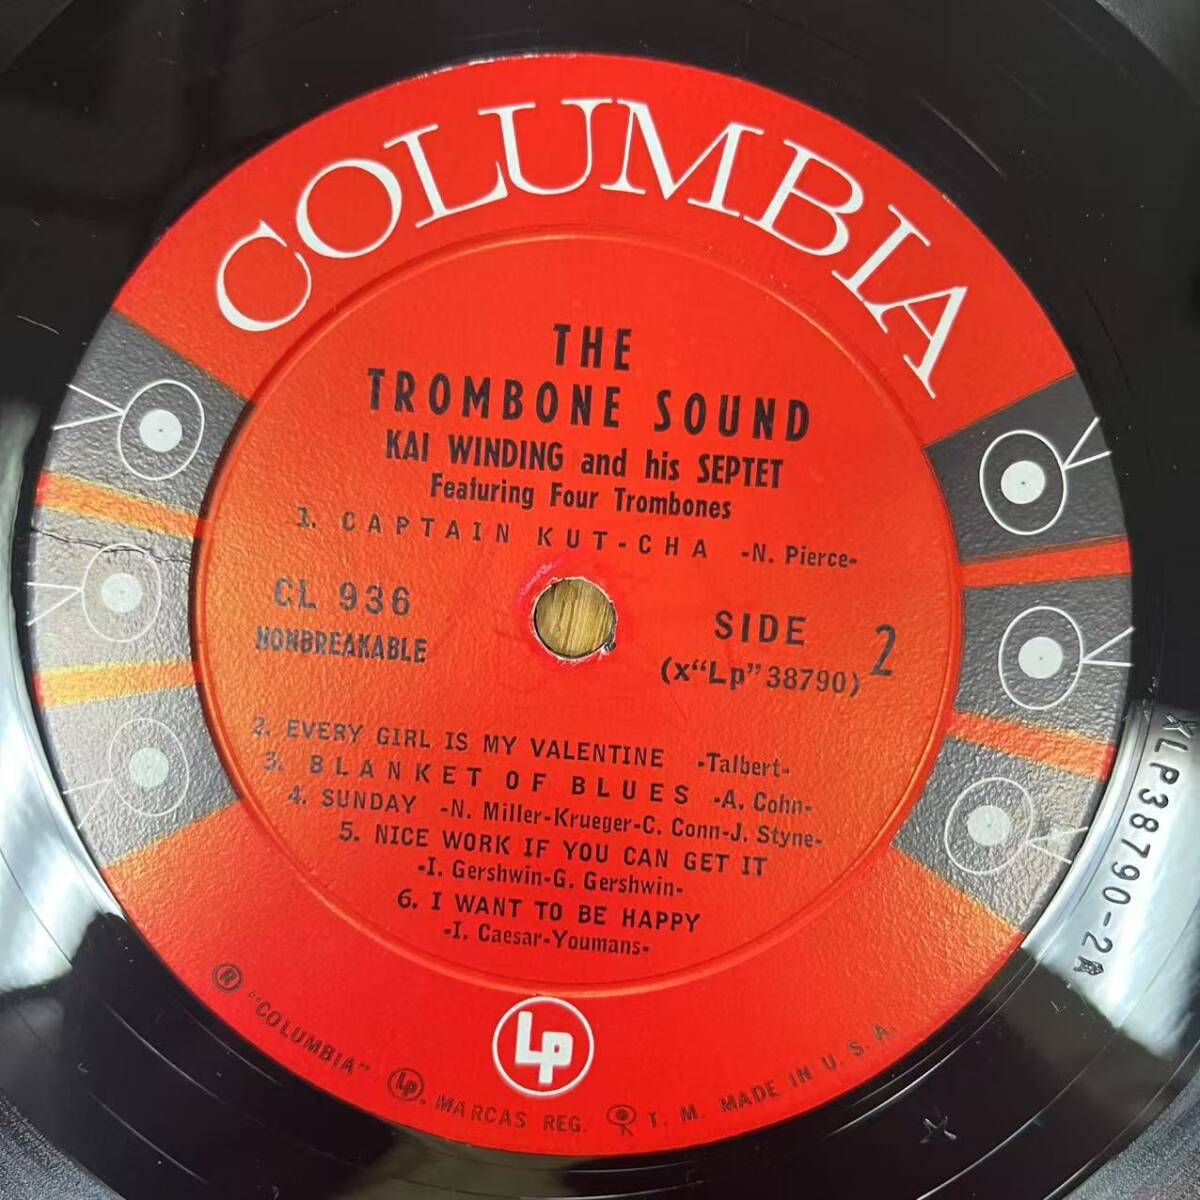 COLUMBIA
THE
TROMBONE SOUND
KAI WINDING and his SEPTET
Featuring Four Trombones
1. CAPTAIN KUT-CHA -N. Pierce-
CL 936
NONBREAKABLE
SIDE 2
(x"Lp"38790)
2. EVERY GIRL IS MY VALENTINE -Talbert-
3. BLANKET OF BLUES -A. Cohn-
4. SUNDAY -N. Miller-Krueger-C. Conn-J. Styne-
5. NICE WORK IF YOU CAN GET IT
-I. Gershwin-G. Gershwin-
6. I WANT TO BE HAPPY
-I. Caesar-Youmans-
Lp
® "COLUMBIA" Lp. MARCAS REG. T. M. MADE IN U. S. A.
XLP38790-2A